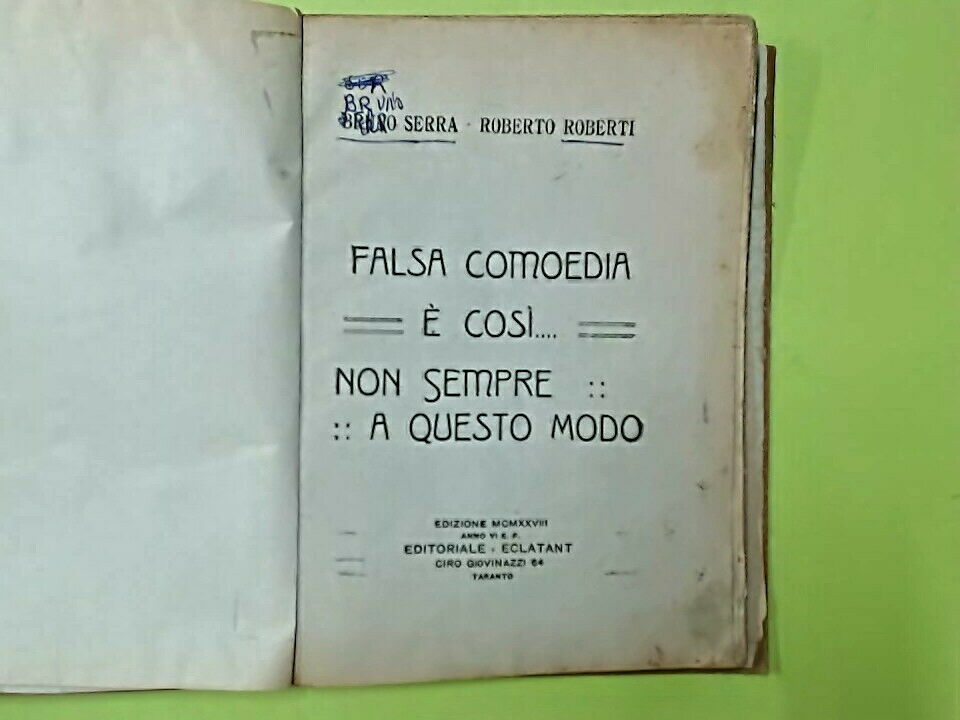 BRUNO
BRUNO SERRA - ROBERTO ROBERTI
FALSA COMOEDIA
È COSÌ....
NON SEMPRE ::
:: A QUESTO MODO
EDIZIONE MCMXXVIII
ANNO VI E. F.
EDITORIALE - ECLATANT
CIRO GIOVINAZZI 64
TARANTO